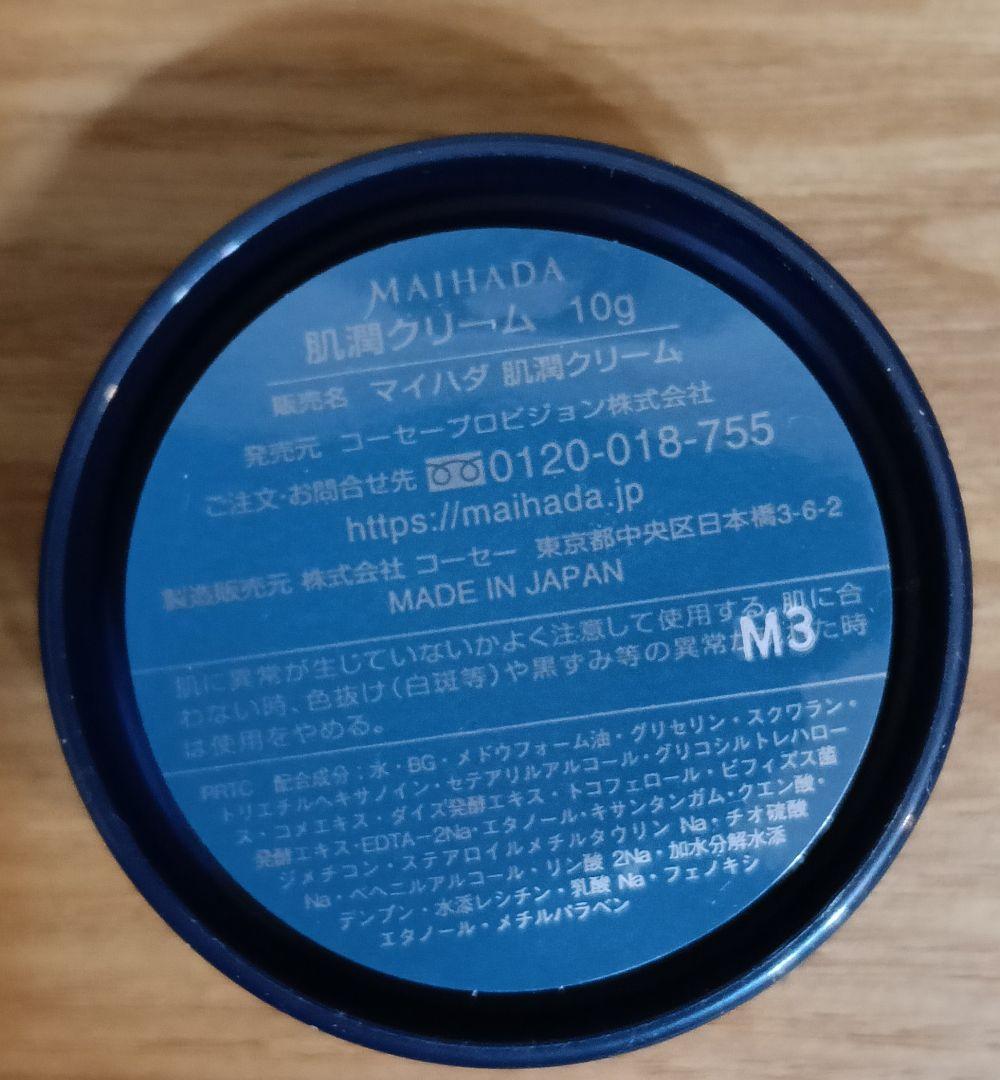 MAIHADA
肌潤クリーム 10g
販売名 マイハダ 肌潤クリーム
発売元 コーセープロビジョン株式会社
ご注文・お問合せ先 0120-018-755
https://maihada.jp
製造販売元 株式会社 コーセー 東京都中央区日本橋3-6-2
MADE IN JAPAN
肌に異常が生じていないかよく注意して使用する。肌に合
わない時、色抜け(白斑等)や黒ずみ等の異常が た時
は使用をやめる。
M3
PRTC 配合成分:水・BG・メドウフォーム油・グリセリン・スクワラン・
トリエチルヘキサノイン・セテアリルアルコール・グリコシルトレハロー
ス・コメエキス・ダイズ発酵エキス・トコフェロール・ビフィズス菌
発酵エキス・EDTA-2Na・エタノール・キサンタンガム・クエン酸・
ジメチコン・ステアロイルメチルタウリン Na・チオ硫酸
Na・ベヘニルアルコール・リン酸 2Na・加水分解水添
デンプン・水添レシチン・乳酸 Na・フェノキシ
エタノール・メチルパラベン